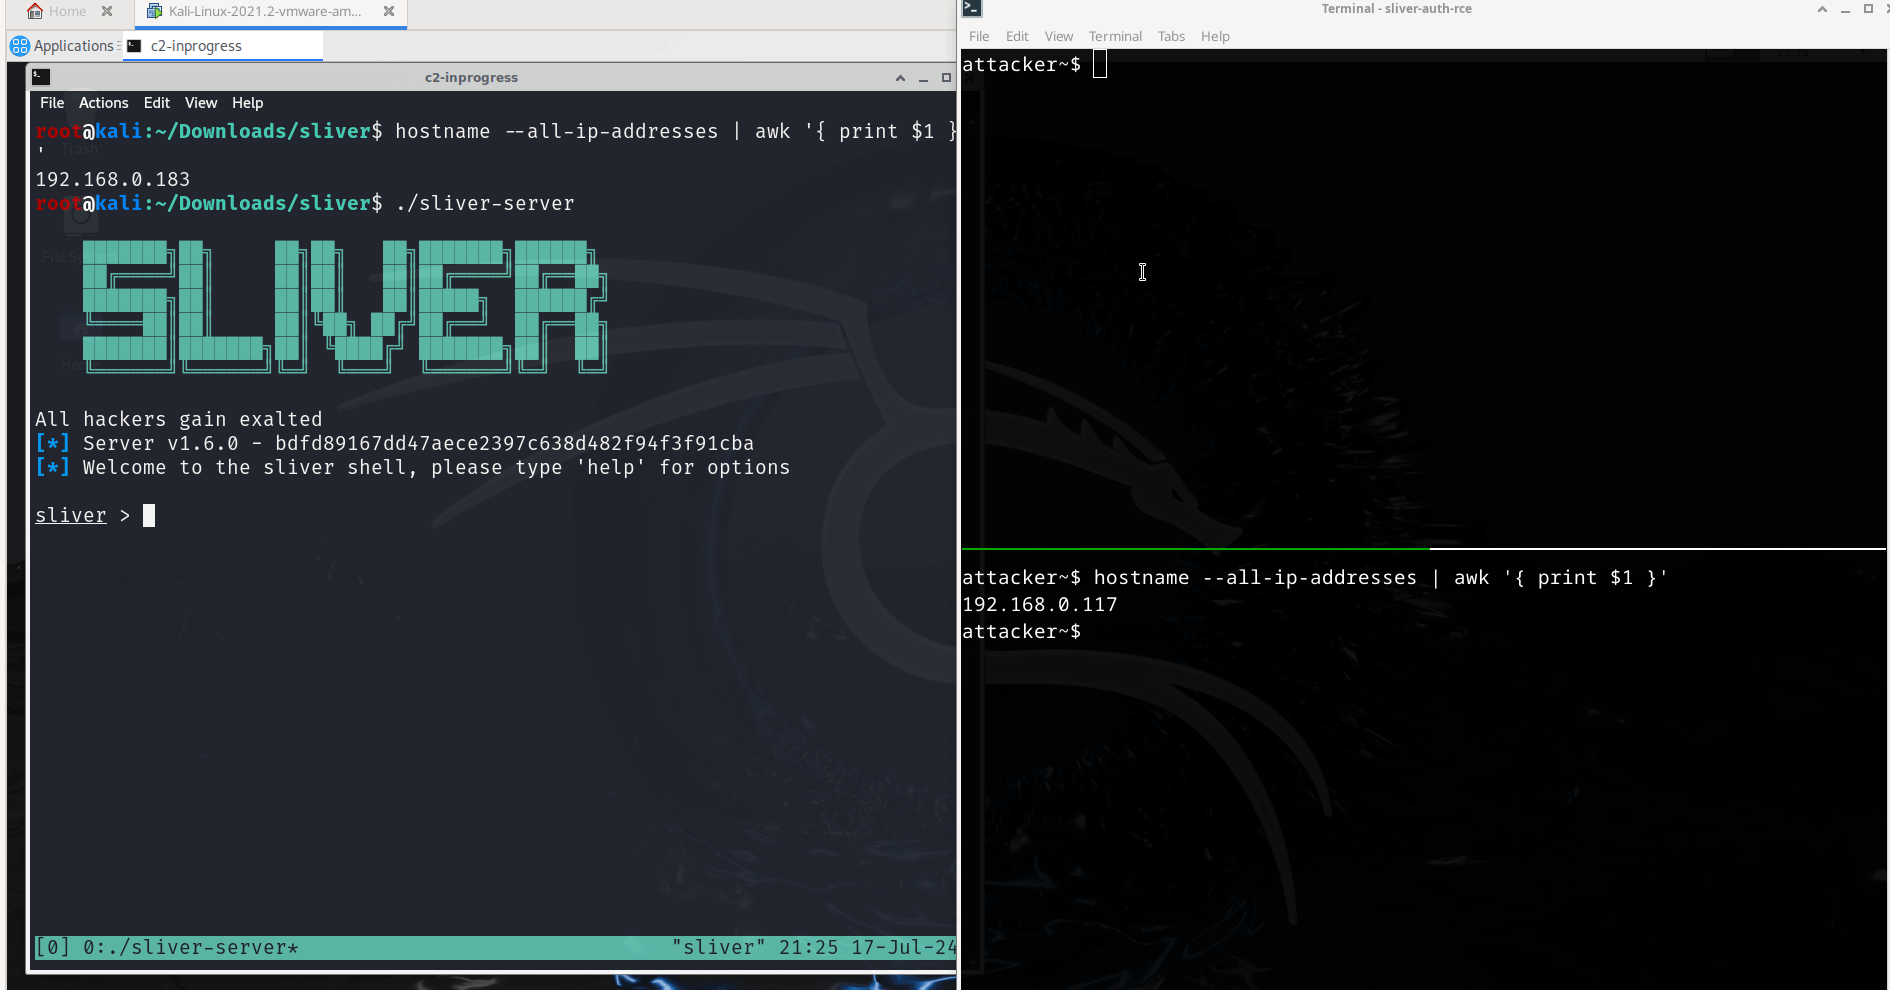 Home
Kali-Linux-2021.2-vmware-am...
Applications
c2-inprogress
c2-inprogress
File Actions Edit View Help
root@kali:~/Downloads/sliver$ hostname --all-ip-addresses | awk '{ print $1 }
'
192.168.0.183
root@kali:~/Downloads/sliver$ ./sliver-server
SLIVER
All hackers gain exalted
[*] Server v1.6.0 - bdfd89167dd47aece2397c638d482f94f3f91cba
[*] Welcome to the sliver shell, please type 'help' for options
sliver >
[0] 0:./sliver-server* "sliver" 21:25 17-Jul-24
Trash
File System
Terminal - sliver-auth-rce
File Edit View Terminal Tabs Help
attacker~$
attacker~$ hostname --all-ip-addresses | awk '{ print $1 }'
192.168.0.117
attacker~$